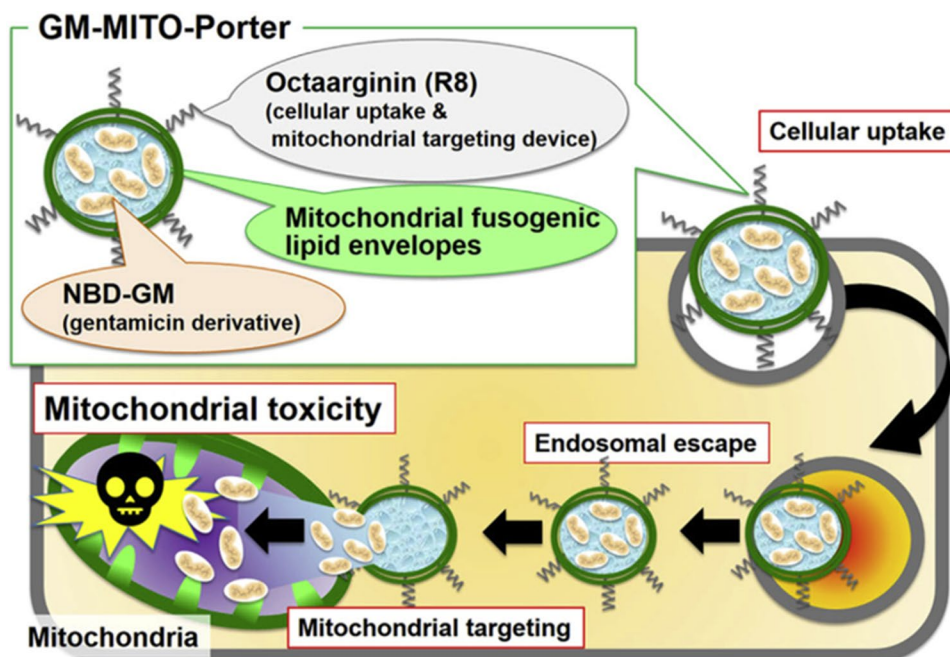 GM-MITO-Porter
Octaarginin (R8)
(cellular uptake &
mitochondrial targeting device)
Mitochondrial fusogenic
lipid envelopes
NBD-GM
(gentamicin derivative)
Cellular uptake
Mitochondrial toxicity
Endosomal escape
Mitochondrial targeting
Mitochondria